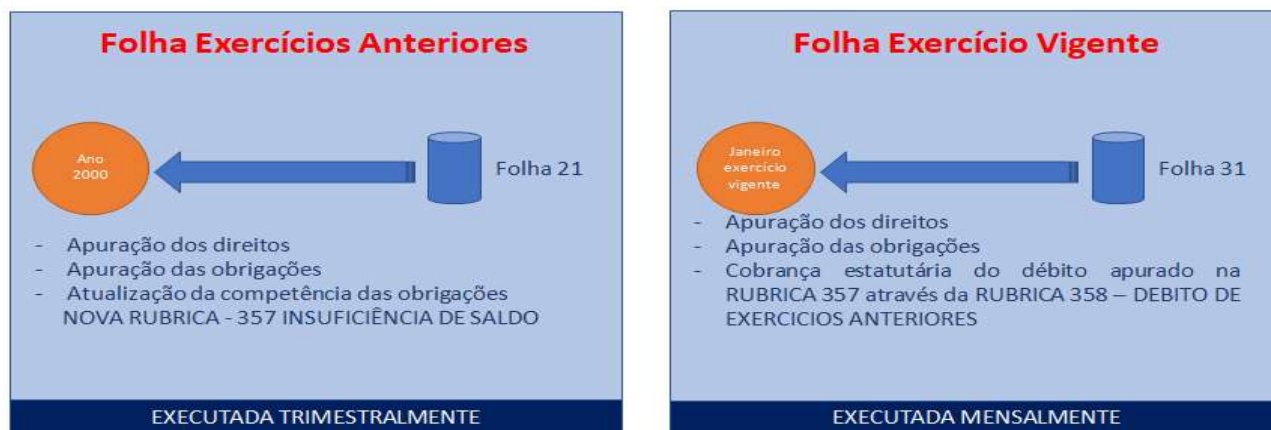 Folha Exercícios Anteriores
Ano
2000
Folha 21
- Apuração dos direitos
- Apuração das obrigações
- Atualização da competência das obrigações
NOVA RUBRICA - 357 INSUFICIÊNCIA DE SALDO
EXECUTADA TRIMESTRALMENTE
Folha Exercício Vigente
Janeiro
exercício
vigente
Folha 31
- Apuração dos direitos
- Apuração das obrigações
- Cobrança estatutária do débito apurado na
RUBRICA 357 através da RUBRICA 358 – DEBITO DE
EXERCICIOS ANTERIORES
EXECUTADA MENSALMENTE